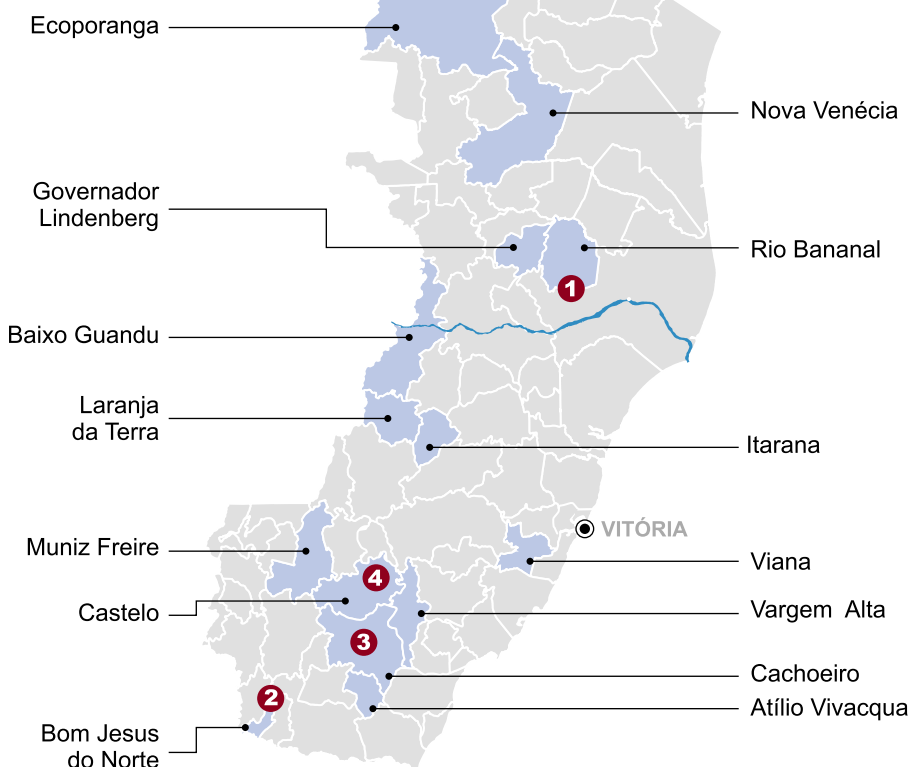 Ecoporanga
Nova Venécia
Governador
Lindenberg
Rio Bananal
1
Baixo Guandu
Laranja
da Terra
Itarana
VITÓRIA
Muniz Freire
Viana
4
Castelo
Vargem Alta
3
Cachoeiro
2
Atílio Vivacqua
Bom Jesus
do Norte